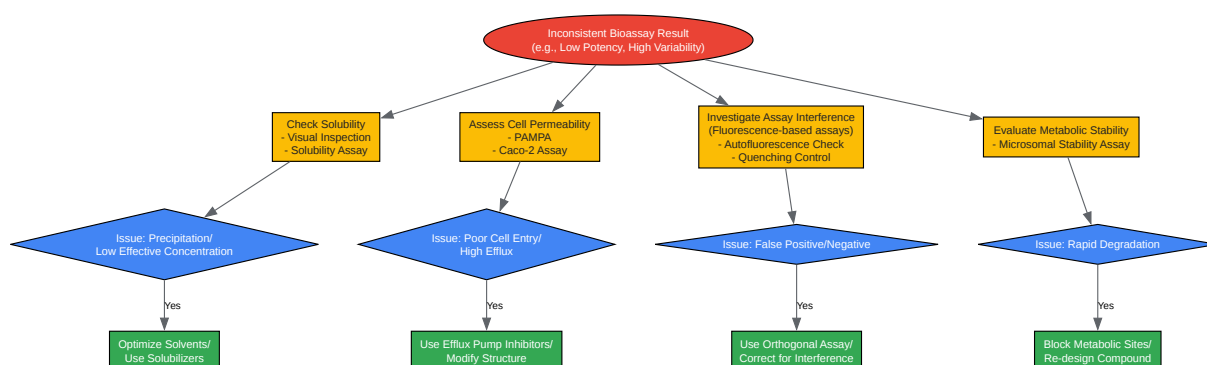 Inconsistent Bioassay Result
(e.g., Low Potency, High Variability)
Check Solubility
- Visual Inspection
- Solubility Assay
Assess Cell Permeability
- PAMPA
- Caco-2 Assay
Investigate Assay Interference
(Fluorescence-based assays)
- Autofluorescence Check
- Quenching Control
Evaluate Metabolic Stability
- Microsomal Stability Assay
Issue: Precipitation/
Low Effective Concentration
Issue: Poor Cell Entry/
High Efflux
Issue: False Positive/Negative
Issue: Rapid Degradation
Yes
Yes
Yes
Yes
Optimize Solvents/
Use Solubilizers
Use Efflux Pump Inhibitors/
Modify Structure
Use Orthogonal Assay/
Correct for Interference
Block Metabolic Sites/
Re-design Compound